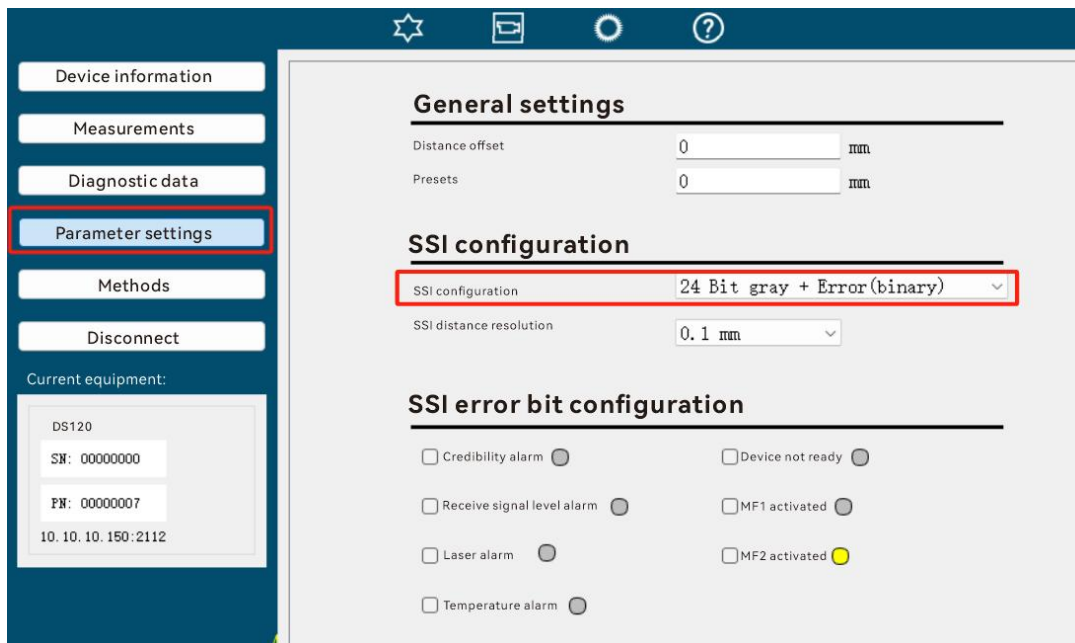 Device information
Measurements
Diagnostic data
Parameter settings
Methods
Disconnect
Current equipment:
DS120
SN: 00000000
PN: 00000007
10.10.10.150:2112
General settings
Distance offset 0 mm
Presets 0 mm
SSI configuration
SSI configuration 24 Bit gray + Error(binary)
SSI distance resolution 0.1 mm
SSI error bit configuration
Credibility alarm Device not ready
Receive signal level alarm MF1 activated
Laser alarm MF2 activated
Temperature alarm